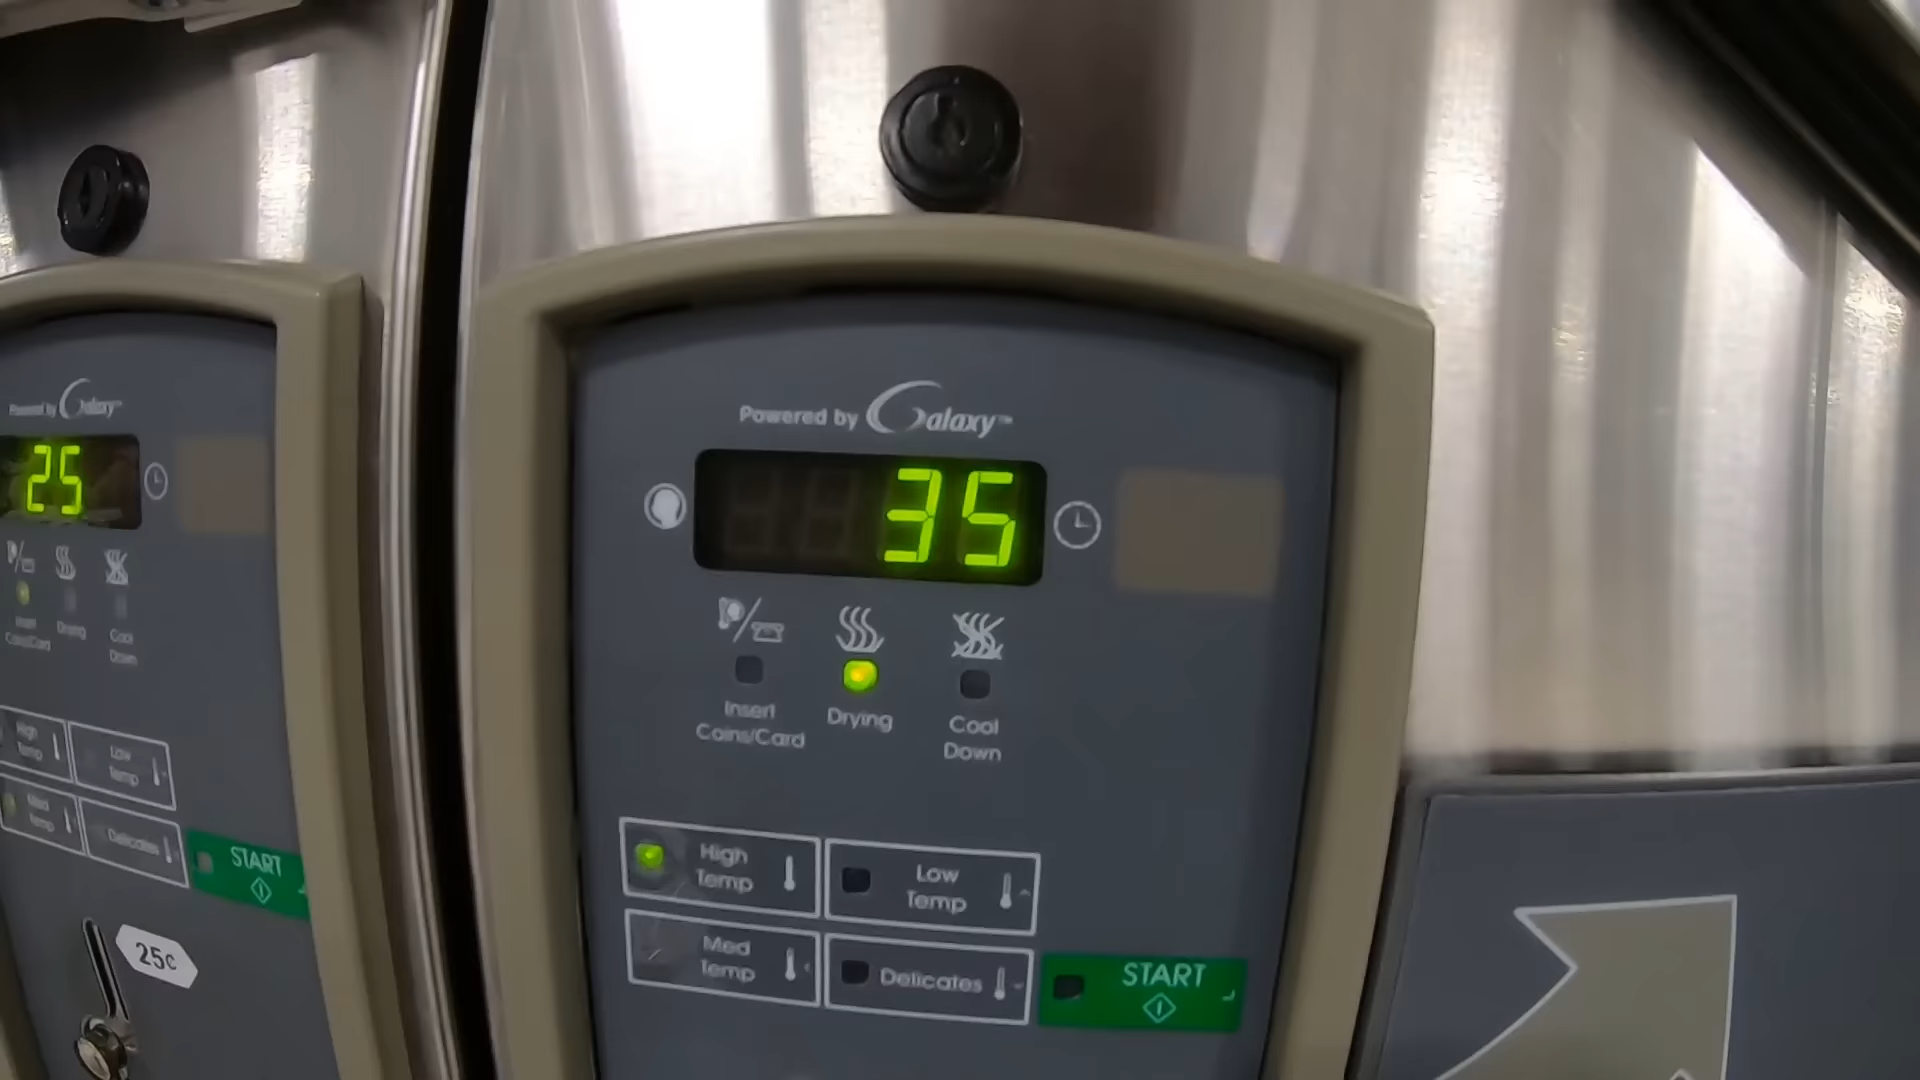 Powered by Galaxy™
25
Insert
Coins/Card
Drying
Cool
Down
High
Temp
Low
Temp
Med
Temp
Delicates
START
25¢
Powered by Galaxy™
35
Insert
Coins/Card
Drying
Cool
Down
High
Temp
Low
Temp
Med
Temp
Delicates
START